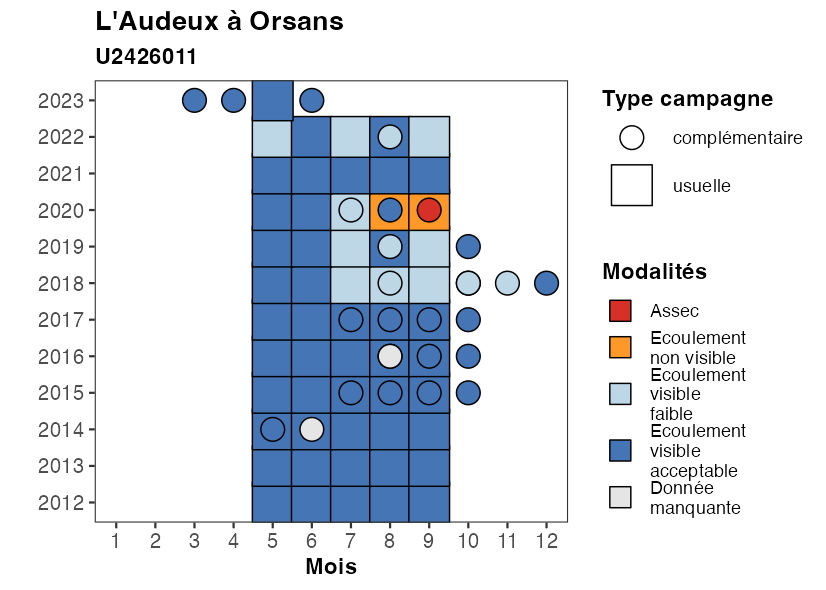 L'Audeux à Orsans
U2426011
2023
2022
2021
2020
2019
2018
2017
2016
2015
2014
2013
2012
1 2 3 4 5 6 7 8 9 10 11 12
Mois
Type campagne
complémentaire
usuelle
Modalités
Assec
Ecoulement
non visible
Ecoulement
visible
faible
Ecoulement
visible
acceptable
Donnée
manquante